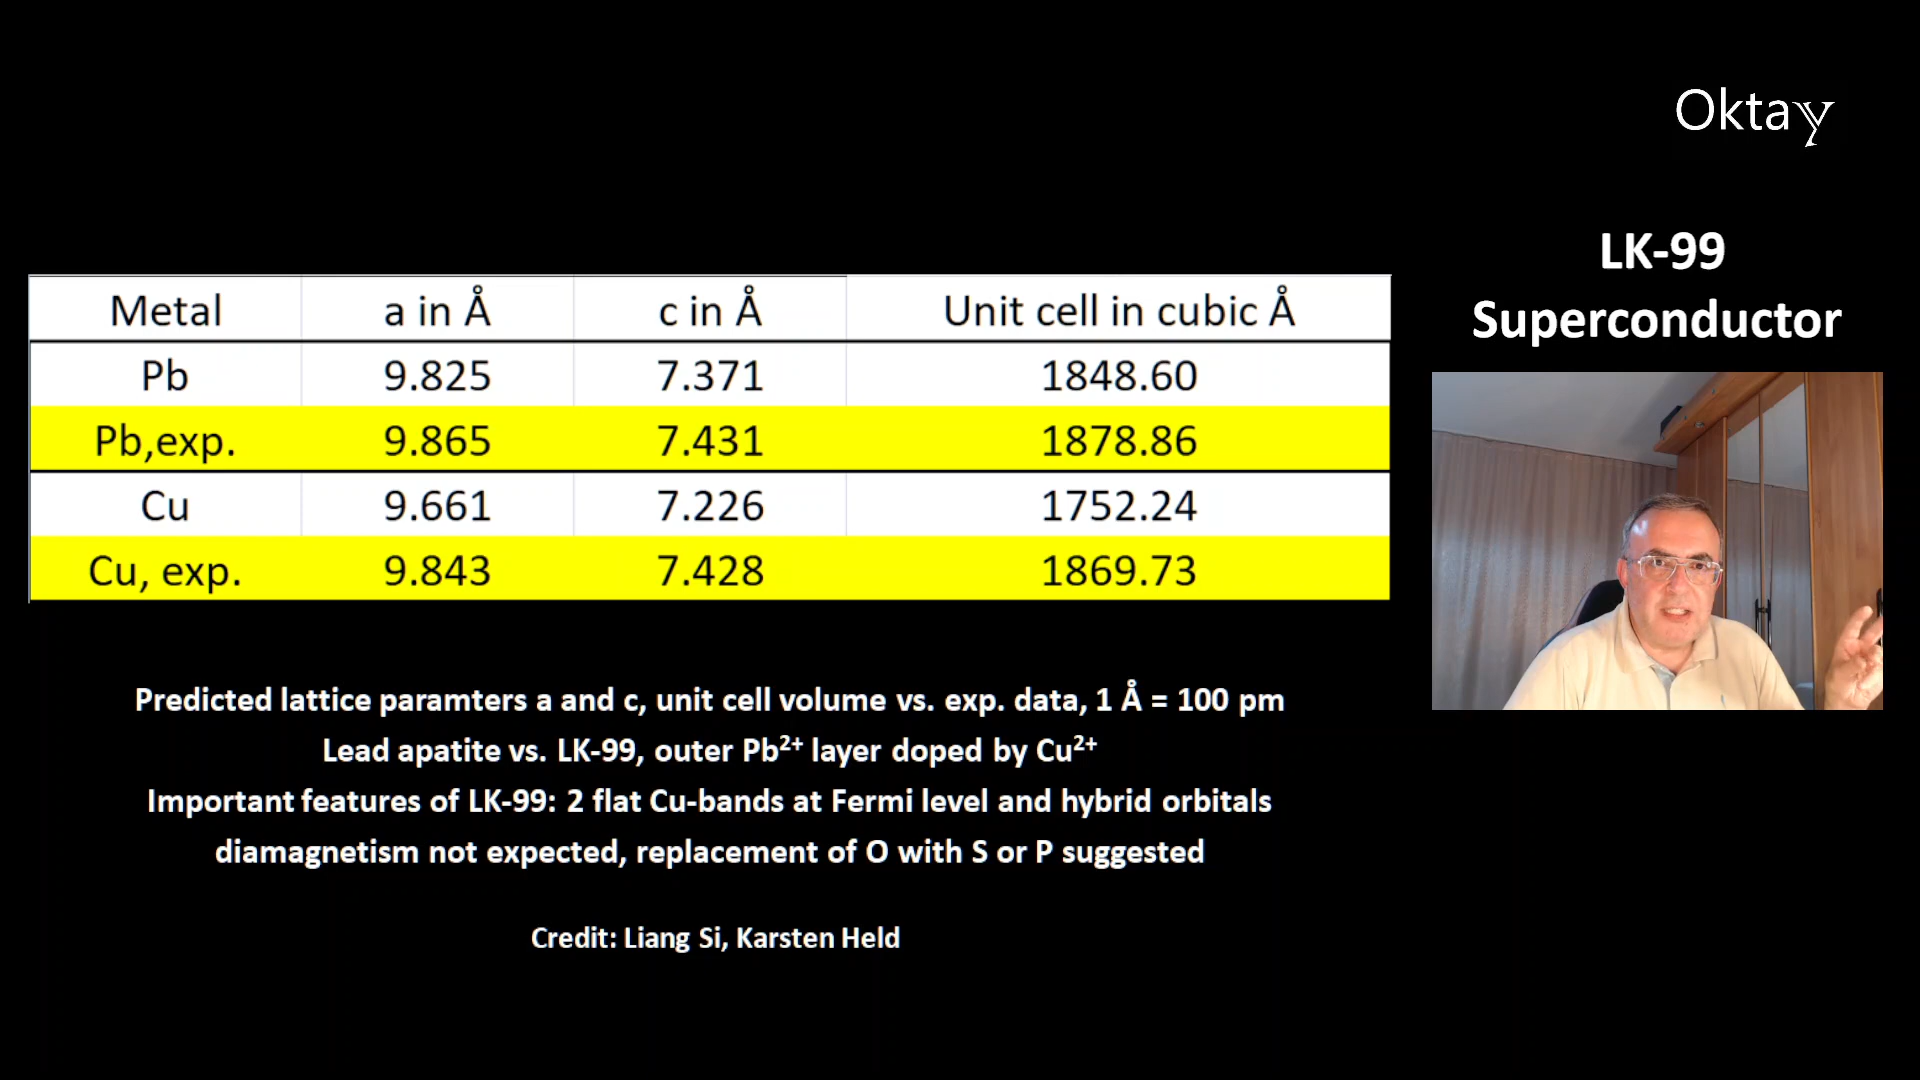 Oktay
LK-99
Superconductor
Metal a in Å c in Å Unit cell in cubic Å
Pb 9.825 7.371 1848.60
Pb,exp. 9.865 7.431 1878.86
Cu 9.661 7.226 1752.24
Cu, exp. 9.843 7.428 1869.73
Predicted lattice paramters a and c, unit cell volume vs. exp. data, 1 Å = 100 pm
Lead apatite vs. LK-99, outer Pb²⁺ layer doped by Cu²⁺
Important features of LK-99: 2 flat Cu-bands at Fermi level and hybrid orbitals
diamagnetism not expected, replacement of O with S or P suggested
Credit: Liang Si, Karsten Held